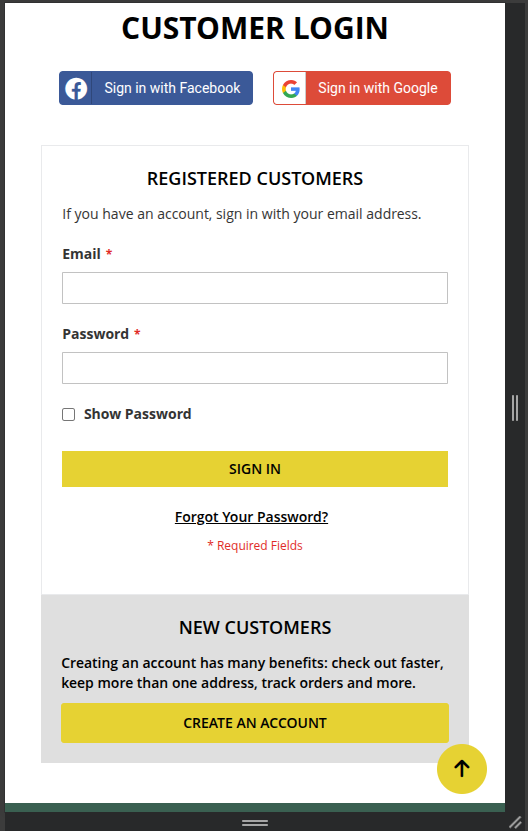 CUSTOMER LOGIN
Sign in with Facebook
Sign in with Google
REGISTERED CUSTOMERS
If you have an account, sign in with your email address.
Email *
Password *
Show Password
SIGN IN
Forgot Your Password?
* Required Fields
NEW CUSTOMERS
Creating an account has many benefits: check out faster,
keep more than one address, track orders and more.
CREATE AN ACCOUNT